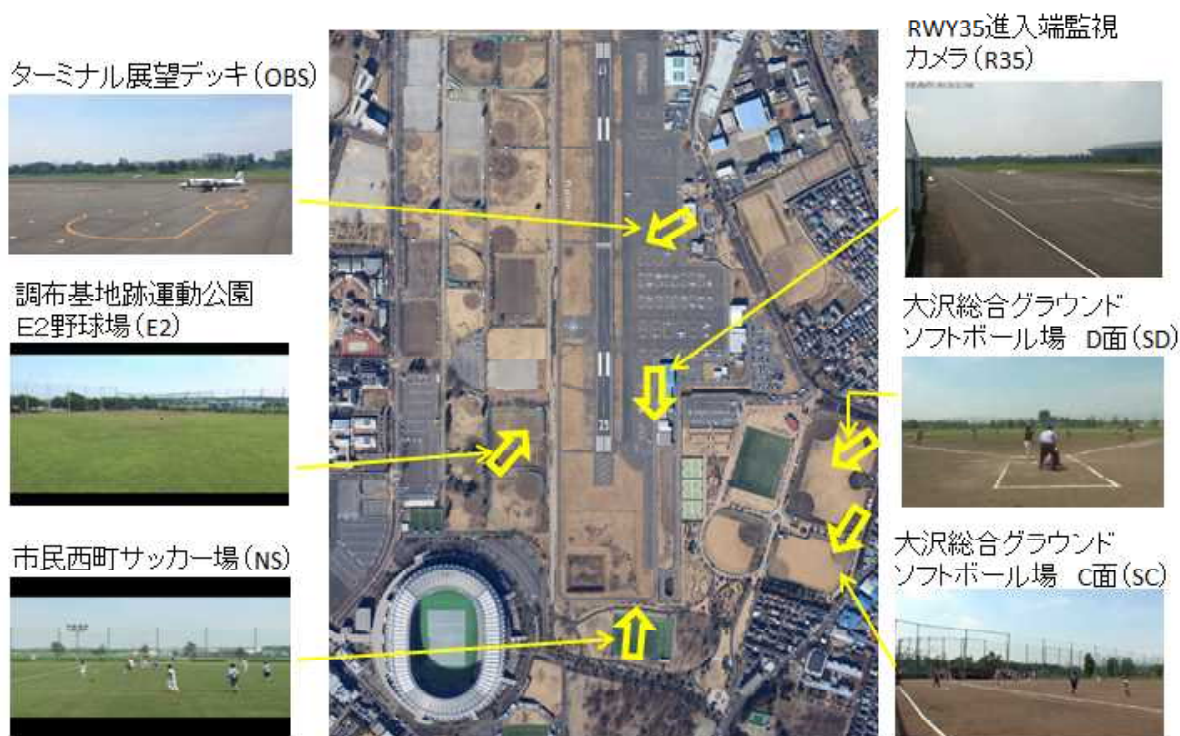 ターミナル展望デッキ(OBS)
調布基地跡運動公園
E2野球場(E2)
市民西町サッカー場(NS)
RWY35進入端監視
カメラ(R35)
大沢総合グラウンド
ソフトボール場 D面(SD)
大沢総合グラウンド
ソフトボール場 C面(SC)